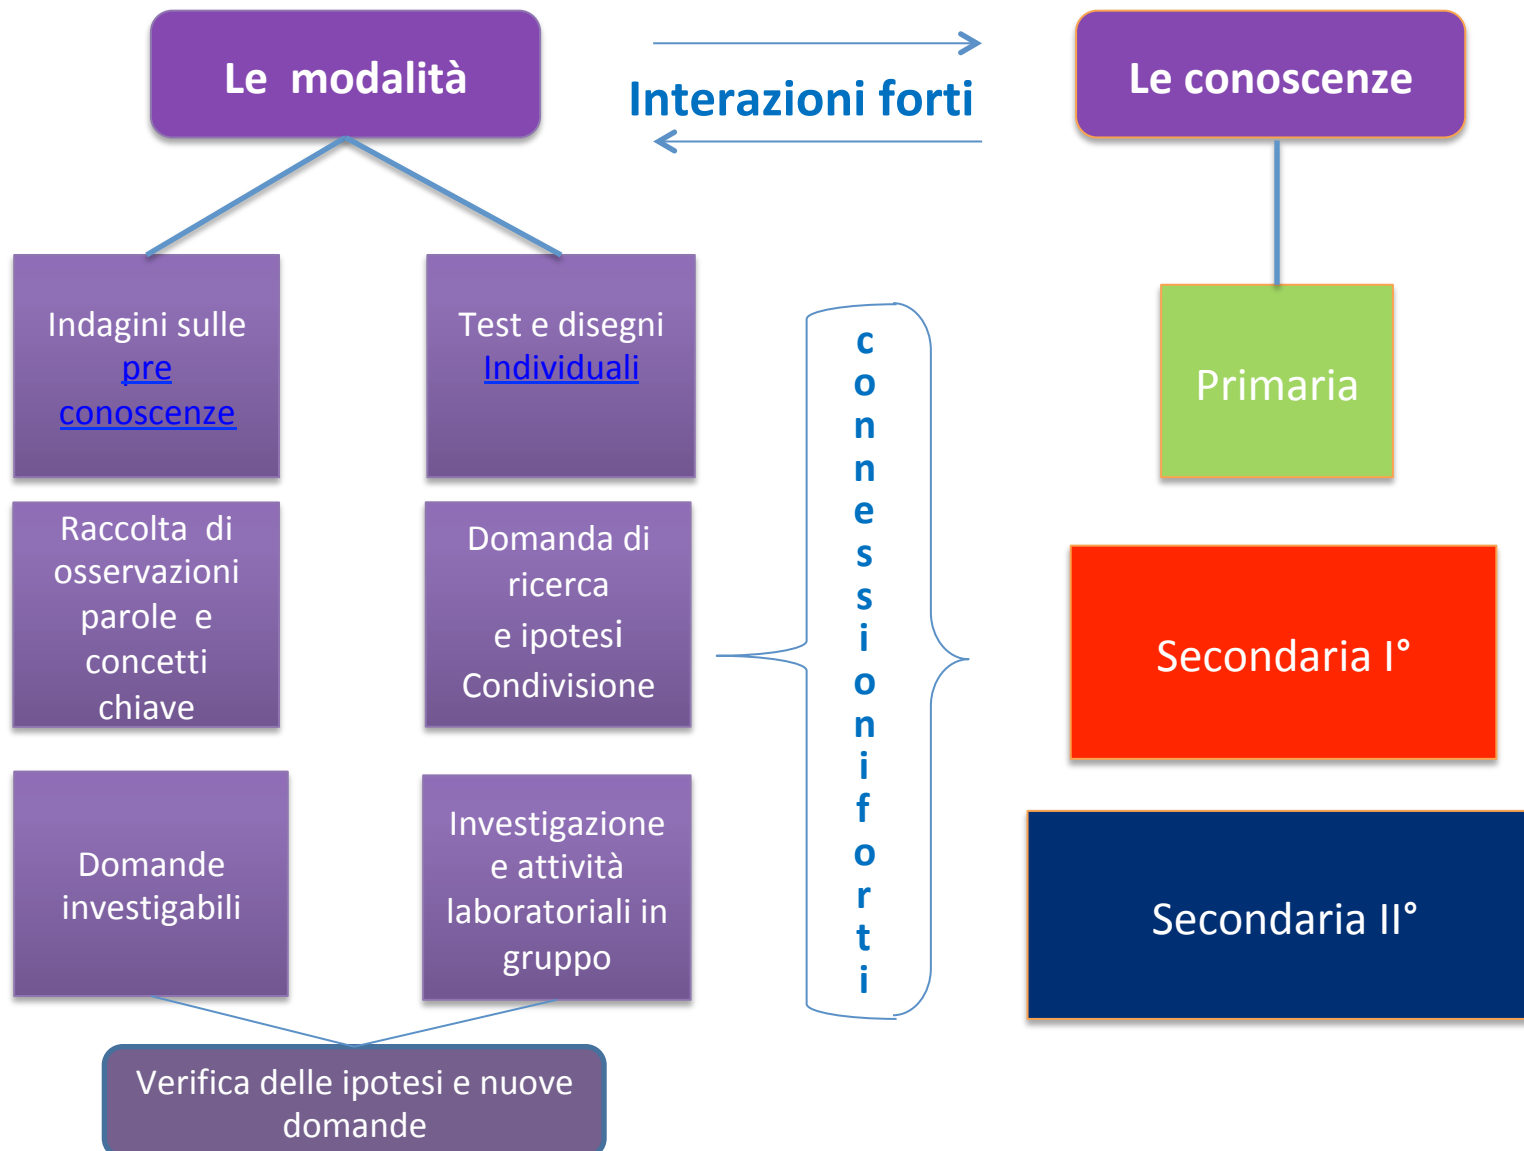 Le  modalità
Interazioni forti
Le conoscenze
Indagini sulle
pre
conoscenze
Test e disegni
Individuali
Raccolta  di
osservazioni
parole  e
concetti
chiave
Domanda di
ricerca
e ipotesi
Condivisione
Domande
investigabili
Investigazione
e attività
laboratoriali in
gruppo
Verifica delle ipotesi e nuove
domande
c
o
n
n
e
s
s
i
o
n
i
f
o
r
t
i
Primaria
Secondaria I°
Secondaria II°